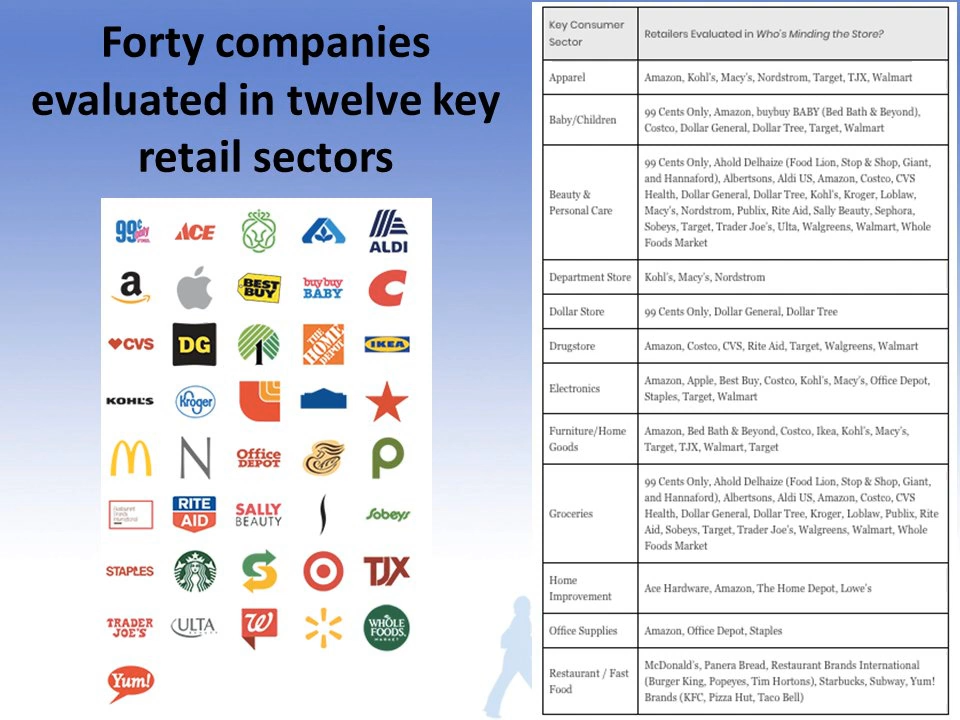 Forty companies
evaluated in twelve key
retail sectors
99¢ only
STORES.
ACE
ALDI
a
BEST
BUY
buybuy
BABY
C
CVS
DG
THE
HOME
DEPOT
IKEA
KOHL'S
Kroger
M
N
Office
DEPOT
P
restaurant
brands
international
RITE
AID
SALLY
BEAUTY
Sobeys
STAPLES
S
TJX
TRADER
JOE'S
ULTA
BEAUTY
W
WHOLE
FOODS
MARKET
Yum!
Key Consumer
Sector
Retailers Evaluated in Who's Minding the Store?
Apparel
Amazon, Kohl's, Macy's, Nordstrom, Target, TJX, Walmart
Baby/Children
99 Cents Only, Amazon, buybuy BABY (Bed Bath & Beyond),
Costco, Dollar General, Dollar Tree, Target, Walmart
Beauty &
Personal Care
99 Cents Only, Ahold Delhaize (Food Lion, Stop & Shop, Giant,
and Hannaford), Albertsons, Aldi US, Amazon, Costco, CVS
Health, Dollar General, Dollar Tree, Kohl's, Kroger, Loblaw,
Macy's, Nordstrom, Publix, Rite Aid, Sally Beauty, Sephora,
Sobeys, Target, Trader Joe's, Ulta, Walgreens, Walmart, Whole
Foods Market
Department Store
Kohl's, Macy's, Nordstrom
Dollar Store
99 Cents Only, Dollar General, Dollar Tree
Drugstore
Amazon, Costco, CVS, Rite Aid, Target, Walgreens, Walmart
Electronics
Amazon, Apple, Best Buy, Costco, Kohl's, Macy's, Office Depot,
Staples, Target, Walmart
Furniture/Home
Goods
Amazon, Bed Bath & Beyond, Costco, Ikea, Kohl's, Macy's,
Target, TJX, Walmart, Target
Groceries
99 Cents Only, Ahold Delhaize (Food Lion, Stop & Shop, Giant,
and Hannaford), Albertsons, Aldi US, Amazon, Costco, CVS
Health, Dollar General, Dollar Tree, Kroger, Loblaw, Publix, Rite
Aid, Sobeys, Target, Trader Joe's, Walgreens, Walmart, Whole
Foods Market
Home
Improvement
Ace Hardware, Amazon, The Home Depot, Lowe's
Office Supplies
Amazon, Office Depot, Staples
Restaurant / Fast
Food
McDonald's, Panera Bread, Restaurant Brands International
(Burger King, Popeyes, Tim Hortons), Starbucks, Subway, Yum!
Brands (KFC, Pizza Hut, Taco Bell)